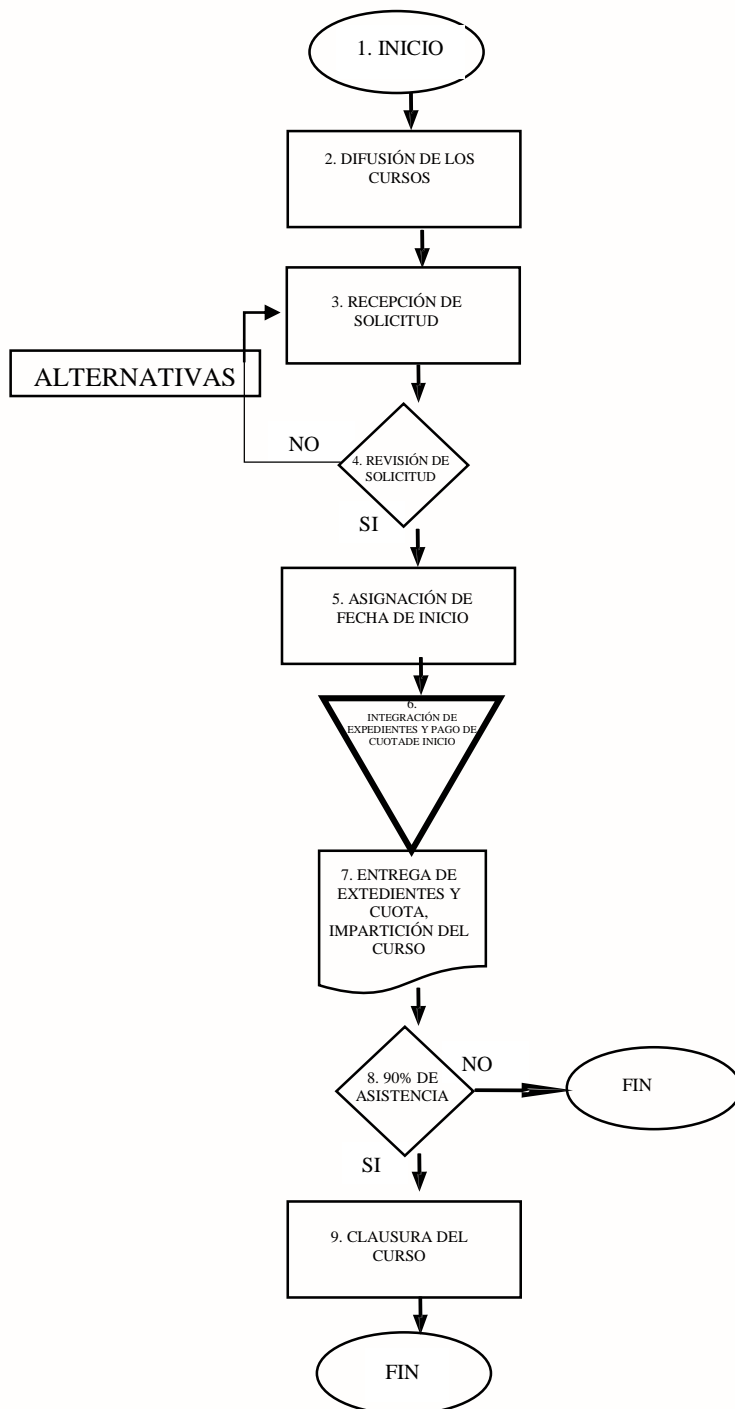 1. INICIO
2. DIFUSIÓN DE LOS
CURSOS
3. RECEPCIÓN DE
SOLICITUD
ALTERNATIVAS
NO
4. REVISIÓN DE
SOLICITUD
SI
5. ASIGNACIÓN DE
FECHA DE INICIO
6.
INTEGRACIÓN DE
EXPEDIENTES Y PAGO DE
CUOTADE INICIO
7. ENTREGA DE
EXTEDIENTES Y
CUOTA,
IMPARTICIÓN DEL
CURSO
8. 90% DE
ASISTENCIA
NO
FIN
SI
9. CLAUSURA DEL
CURSO
FIN